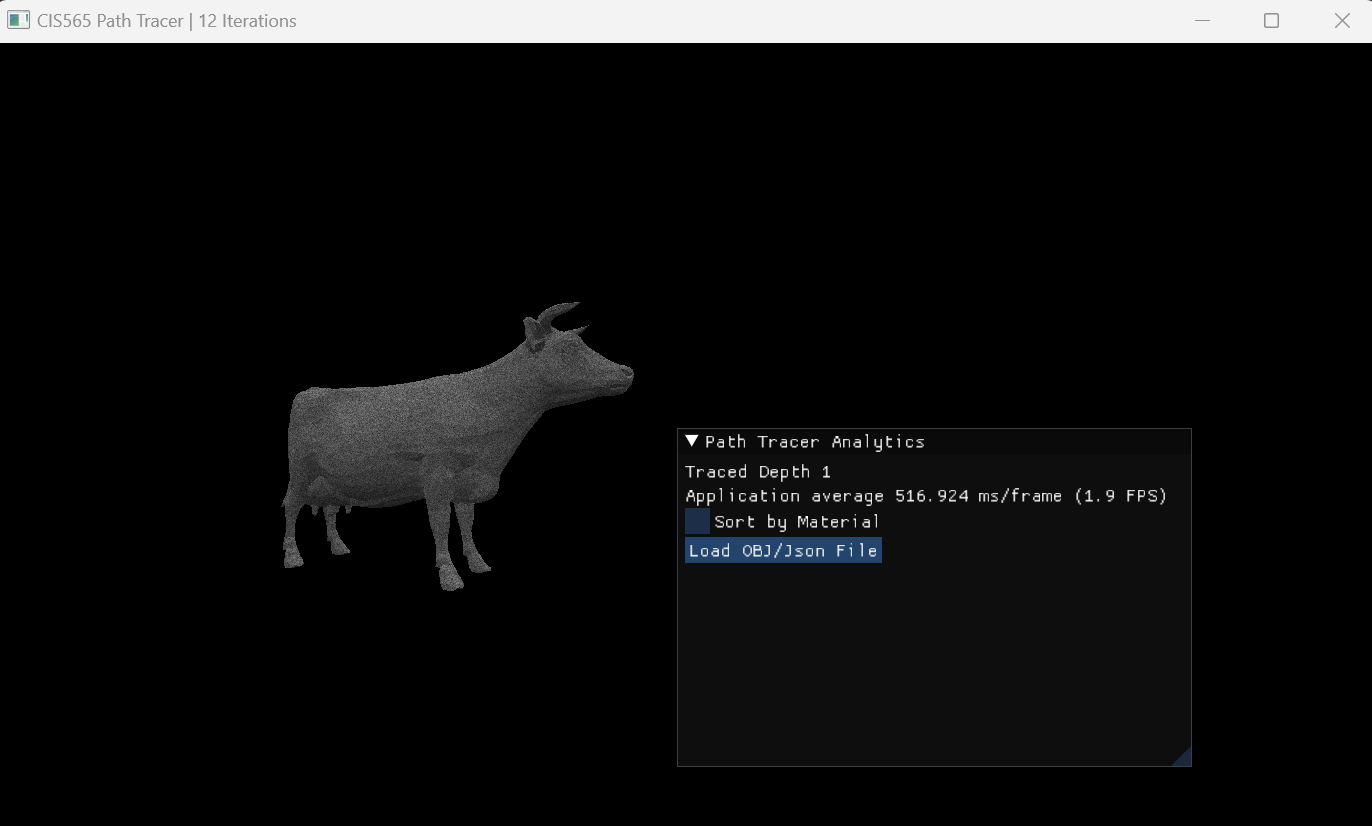 CIS565 Path Tracer | 12 Iterations
Path Tracer Analytics
Traced Depth 1
Application average 516.924 ms/frame (1.9 FPS)
Sort by Material
Load OBJ/Json File